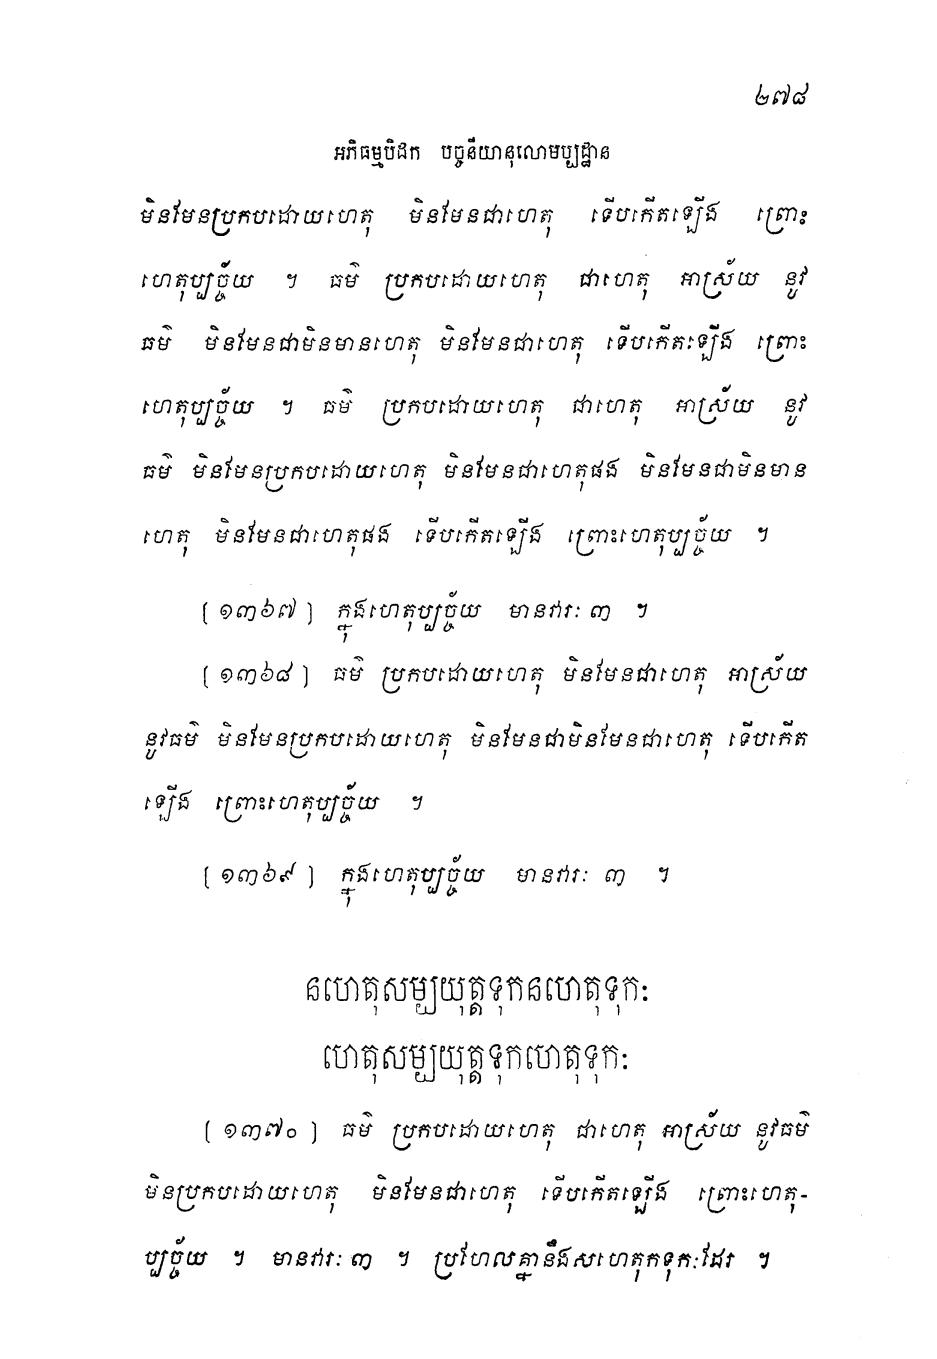 ២៧៨
អភិធម្មបិដក បច្ចនីយានុលោមប្បដ្ឋាន
មិនមែនប្រកបដោយហេតុ មិនមែនជាហេតុ ទើបកើតឡើង ព្រោះ
ហេតុប្បច្ច័យ ។ ធម៌ ប្រកបដោយហេតុ ជាហេតុ អាស្រ័យ នូវ
ធម៌ មិនមែនជាមិនមានហេតុ មិនមែនជាហេតុ ទើបកើតឡើង ព្រោះ
ហេតុប្បច្ច័យ ។ ធម៌ ប្រកបដោយហេតុ ជាហេតុ អាស្រ័យ នូវ
ធម៌ មិនមែនប្រកបដោយហេតុ មិនមែនជាហេតុផង មិនមែនជាមិនមាន
ហេតុ មិនមែនជាហេតុផង ទើបកើតឡើង ព្រោះហេតុប្បច្ច័យ ។
[១៣៦៧] ក្នុងហេតុប្បច្ច័យ មានវារៈ ៣ ។
[១៣៦៨] ធម៌ ប្រកបដោយហេតុ មិនមែនជាហេតុ អាស្រ័យ
នូវធម៌ មិនមែនប្រកបដោយហេតុ មិនមែនជាមិនមែនជាហេតុ ទើបកើត
ឡើង ព្រោះហេតុប្បច្ច័យ ។
[១៣៦៩] ក្នុងហេតុប្បច្ច័យ មានវារៈ ៣ ។
នហេតុសម្បយុត្តទុកនហេតុទុកៈ
ហេតុសម្បយុត្តទុកហេតុទុកៈ
[១៣៧០] ធម៌ ប្រកបដោយហេតុ ជាហេតុ អាស្រ័យ នូវធម៌
មិនប្រកបដោយហេតុ មិនមែនជាហេតុ ទើបកើតឡើង ព្រោះហេតុ-
ប្បច្ច័យ ។ មានវារៈ ៣ ។ ប្រហែលគ្នានឹងសហេតុកទុកៈដែរ ។